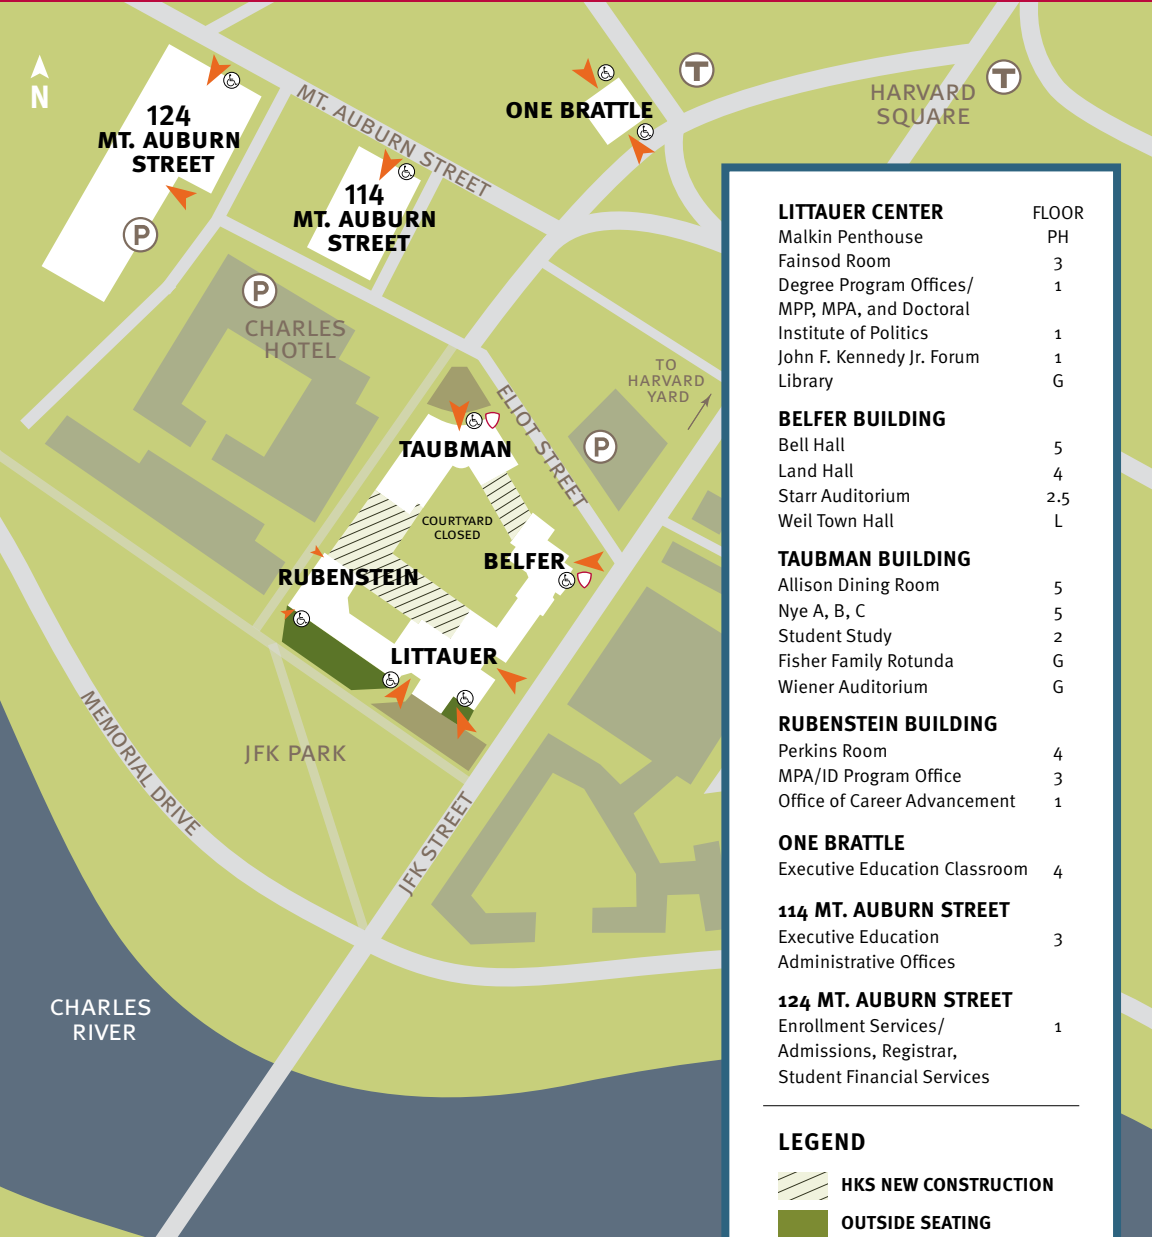 N
124
MT. AUBURN
STREET
P
MT. AUBURN STREET
114
MT. AUBURN
STREET
ONE BRATTLE
T
HARVARD
SQUARE
T
P
CHARLES
HOTEL
TO
HARVARD
YARD
ELIOT STREET
P
TAUBMAN
COURTYARD
CLOSED
BELFER
RUBENSTEIN
LITTAUER
JFK PARK
MEMORIAL DRIVE
JFK STREET
CHARLES
RIVER
LITTAUER CENTER FLOOR
Malkin Penthouse PH
Fainsod Room 3
Degree Program Offices/ 1
MPP, MPA, and Doctoral
Institute of Politics 1
John F. Kennedy Jr. Forum 1
Library G
BELFER BUILDING
Bell Hall 5
Land Hall 4
Starr Auditorium 2.5
Weil Town Hall L
TAUBMAN BUILDING
Allison Dining Room 5
Nye A, B, C 5
Student Study 2
Fisher Family Rotunda G
Wiener Auditorium G
RUBENSTEIN BUILDING
Perkins Room 4
MPA/ID Program Office 3
Office of Career Advancement 1
ONE BRATTLE
Executive Education Classroom 4
114 MT. AUBURN STREET
Executive Education 3
Administrative Offices
124 MT. AUBURN STREET
Enrollment Services/ 1
Admissions, Registrar,
Student Financial Services
LEGEND
HKS NEW CONSTRUCTION
OUTSIDE SEATING